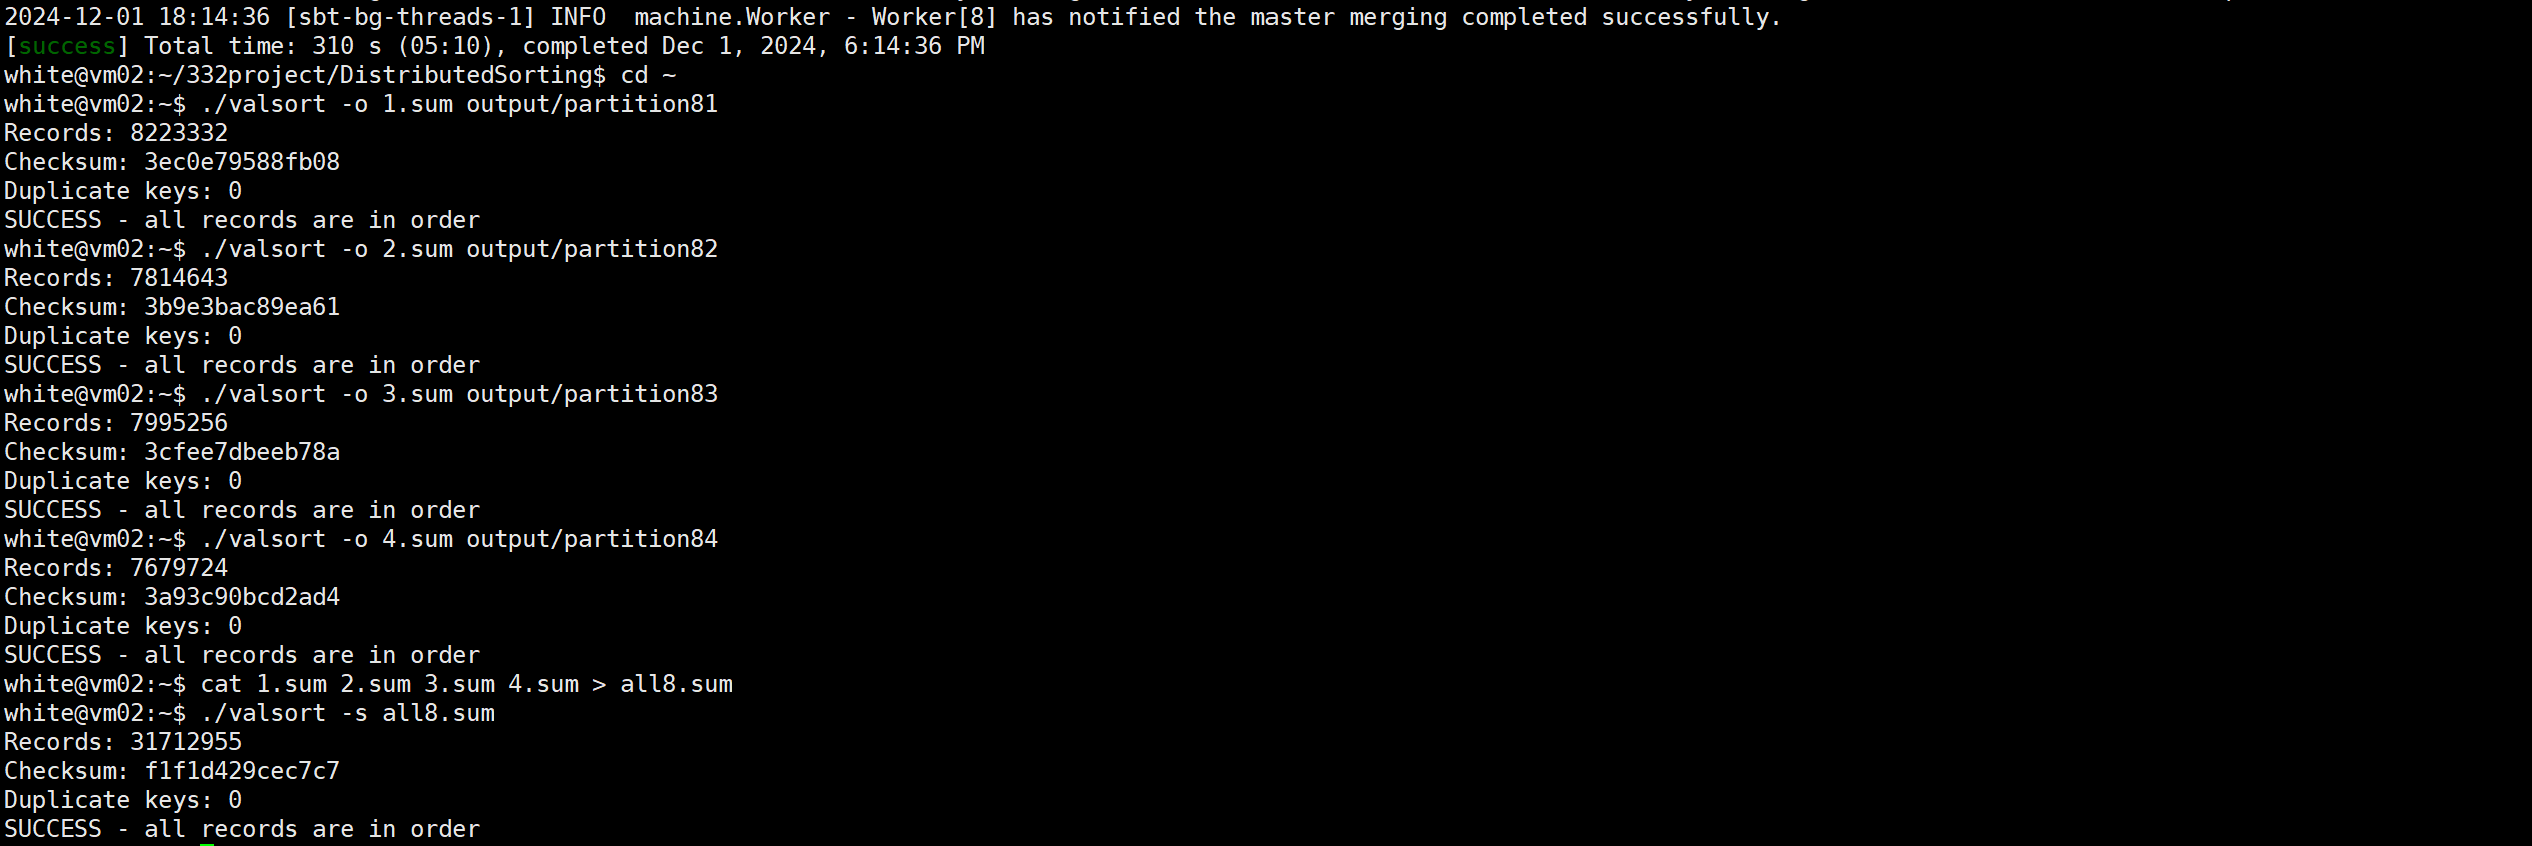 2024-12-01 18:14:36 [sbt-bg-threads-1] INFO  machine.Worker - Worker[8] has notified the master merging completed successfully.
[success] Total time: 310 s (05:10), completed Dec 1, 2024, 6:14:36 PM
white@vm02:~/332project/DistributedSorting$ cd ~
white@vm02:~$ ./valsort -o 1.sum output/partition81
Records: 8223332
Checksum: 3ec0e79588fb08
Duplicate keys: 0
SUCCESS - all records are in order
white@vm02:~$ ./valsort -o 2.sum output/partition82
Records: 7814643
Checksum: 3b9e3bac89ea61
Duplicate keys: 0
SUCCESS - all records are in order
white@vm02:~$ ./valsort -o 3.sum output/partition83
Records: 7995256
Checksum: 3cfee7dbeeb78a
Duplicate keys: 0
SUCCESS - all records are in order
white@vm02:~$ ./valsort -o 4.sum output/partition84
Records: 7679724
Checksum: 3a93c90bcd2ad4
Duplicate keys: 0
SUCCESS - all records are in order
white@vm02:~$ cat 1.sum 2.sum 3.sum 4.sum > all8.sum
white@vm02:~$ ./valsort -s all8.sum
Records: 31712955
Checksum: f1f1d429cec7c7
Duplicate keys: 0
SUCCESS - all records are in order